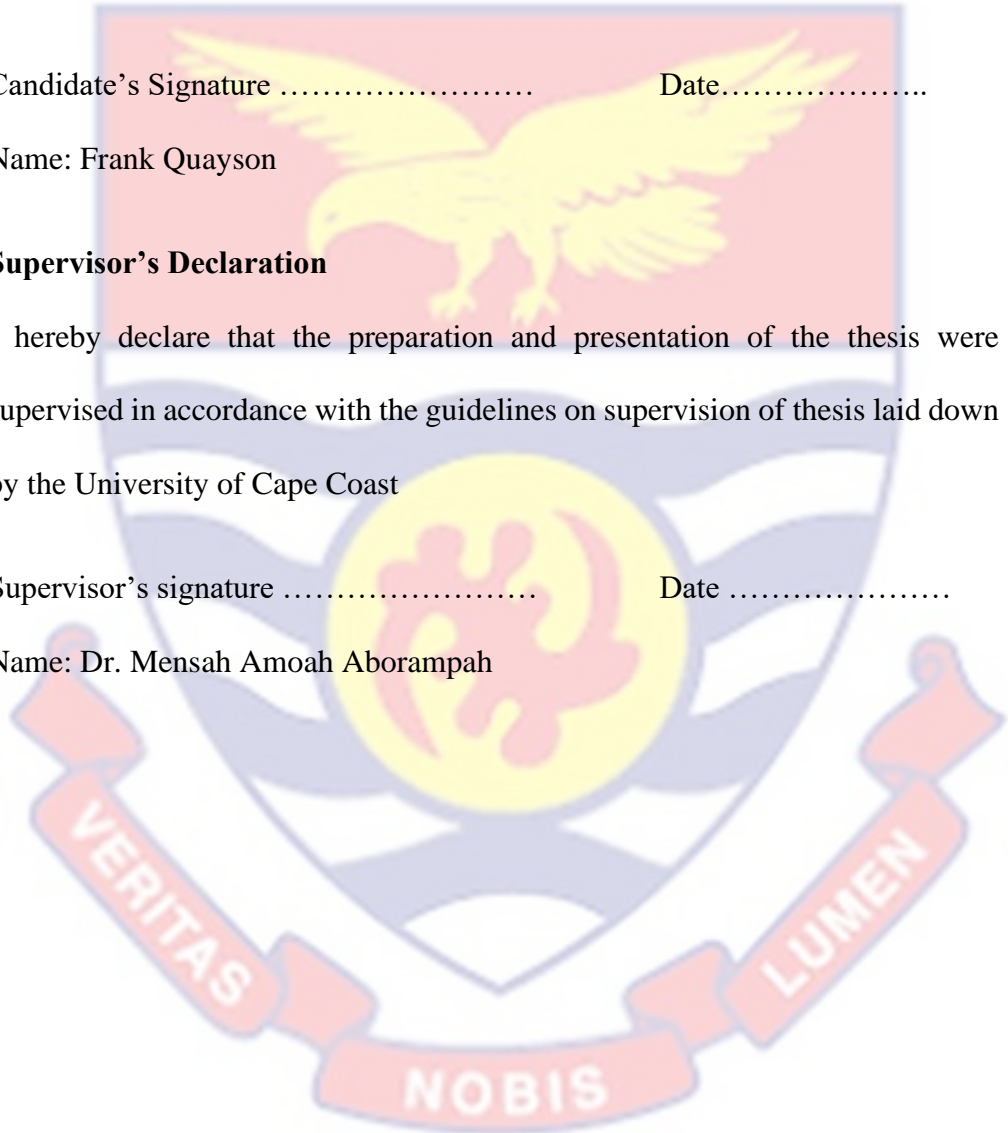 Candidate's Signature …………………… Date………………..
Name: Frank Quayson
Supervisor's Declaration
hereby declare that the preparation and presentation of the thesis were
supervised in accordance with the guidelines on supervision of thesis laid down
by the University of Cape Coast
Supervisor's signature …………………… Date …………………
Name: Dr. Mensah Amoah Aborampah
VERITAS
NOBIS
LUMEN